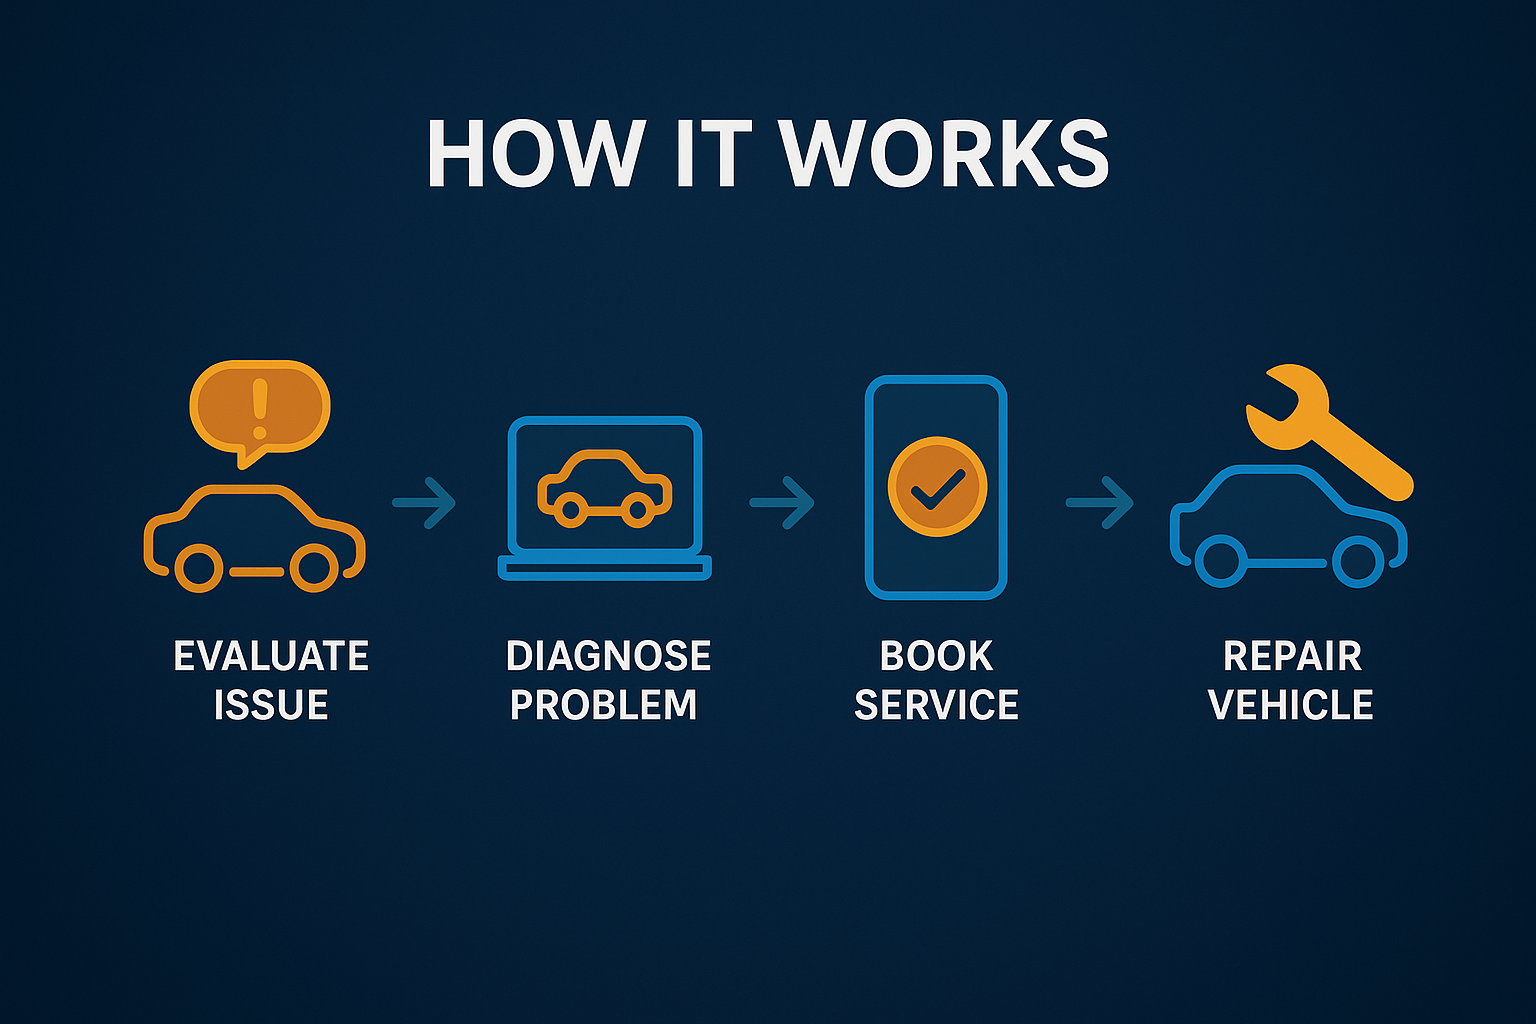 HOW IT WORKS
EVALUATE
ISSUE
DIAGNOSE
PROBLEM
BOOK
SERVICE
REPAIR
VEHICLE